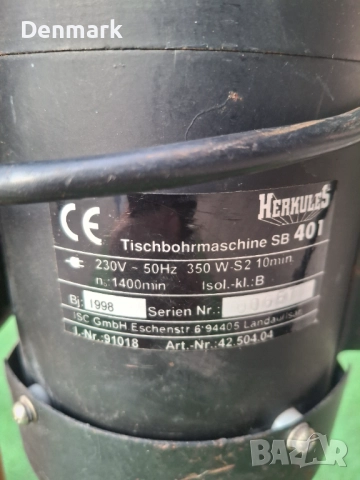 Denmark
HERKULES
CE
Tischbohrmaschine SB 401
230V ~ 50Hz 350 W-S2 10min.
n.:1400min Isol.-kl.:B
Bj: 1998 Serien Nr.:
ISC GmbH Eschenstr 6 94405 Landau/Isar
I.-Nr.:91018 Art.-Nr.:42.504.04
BAZAR